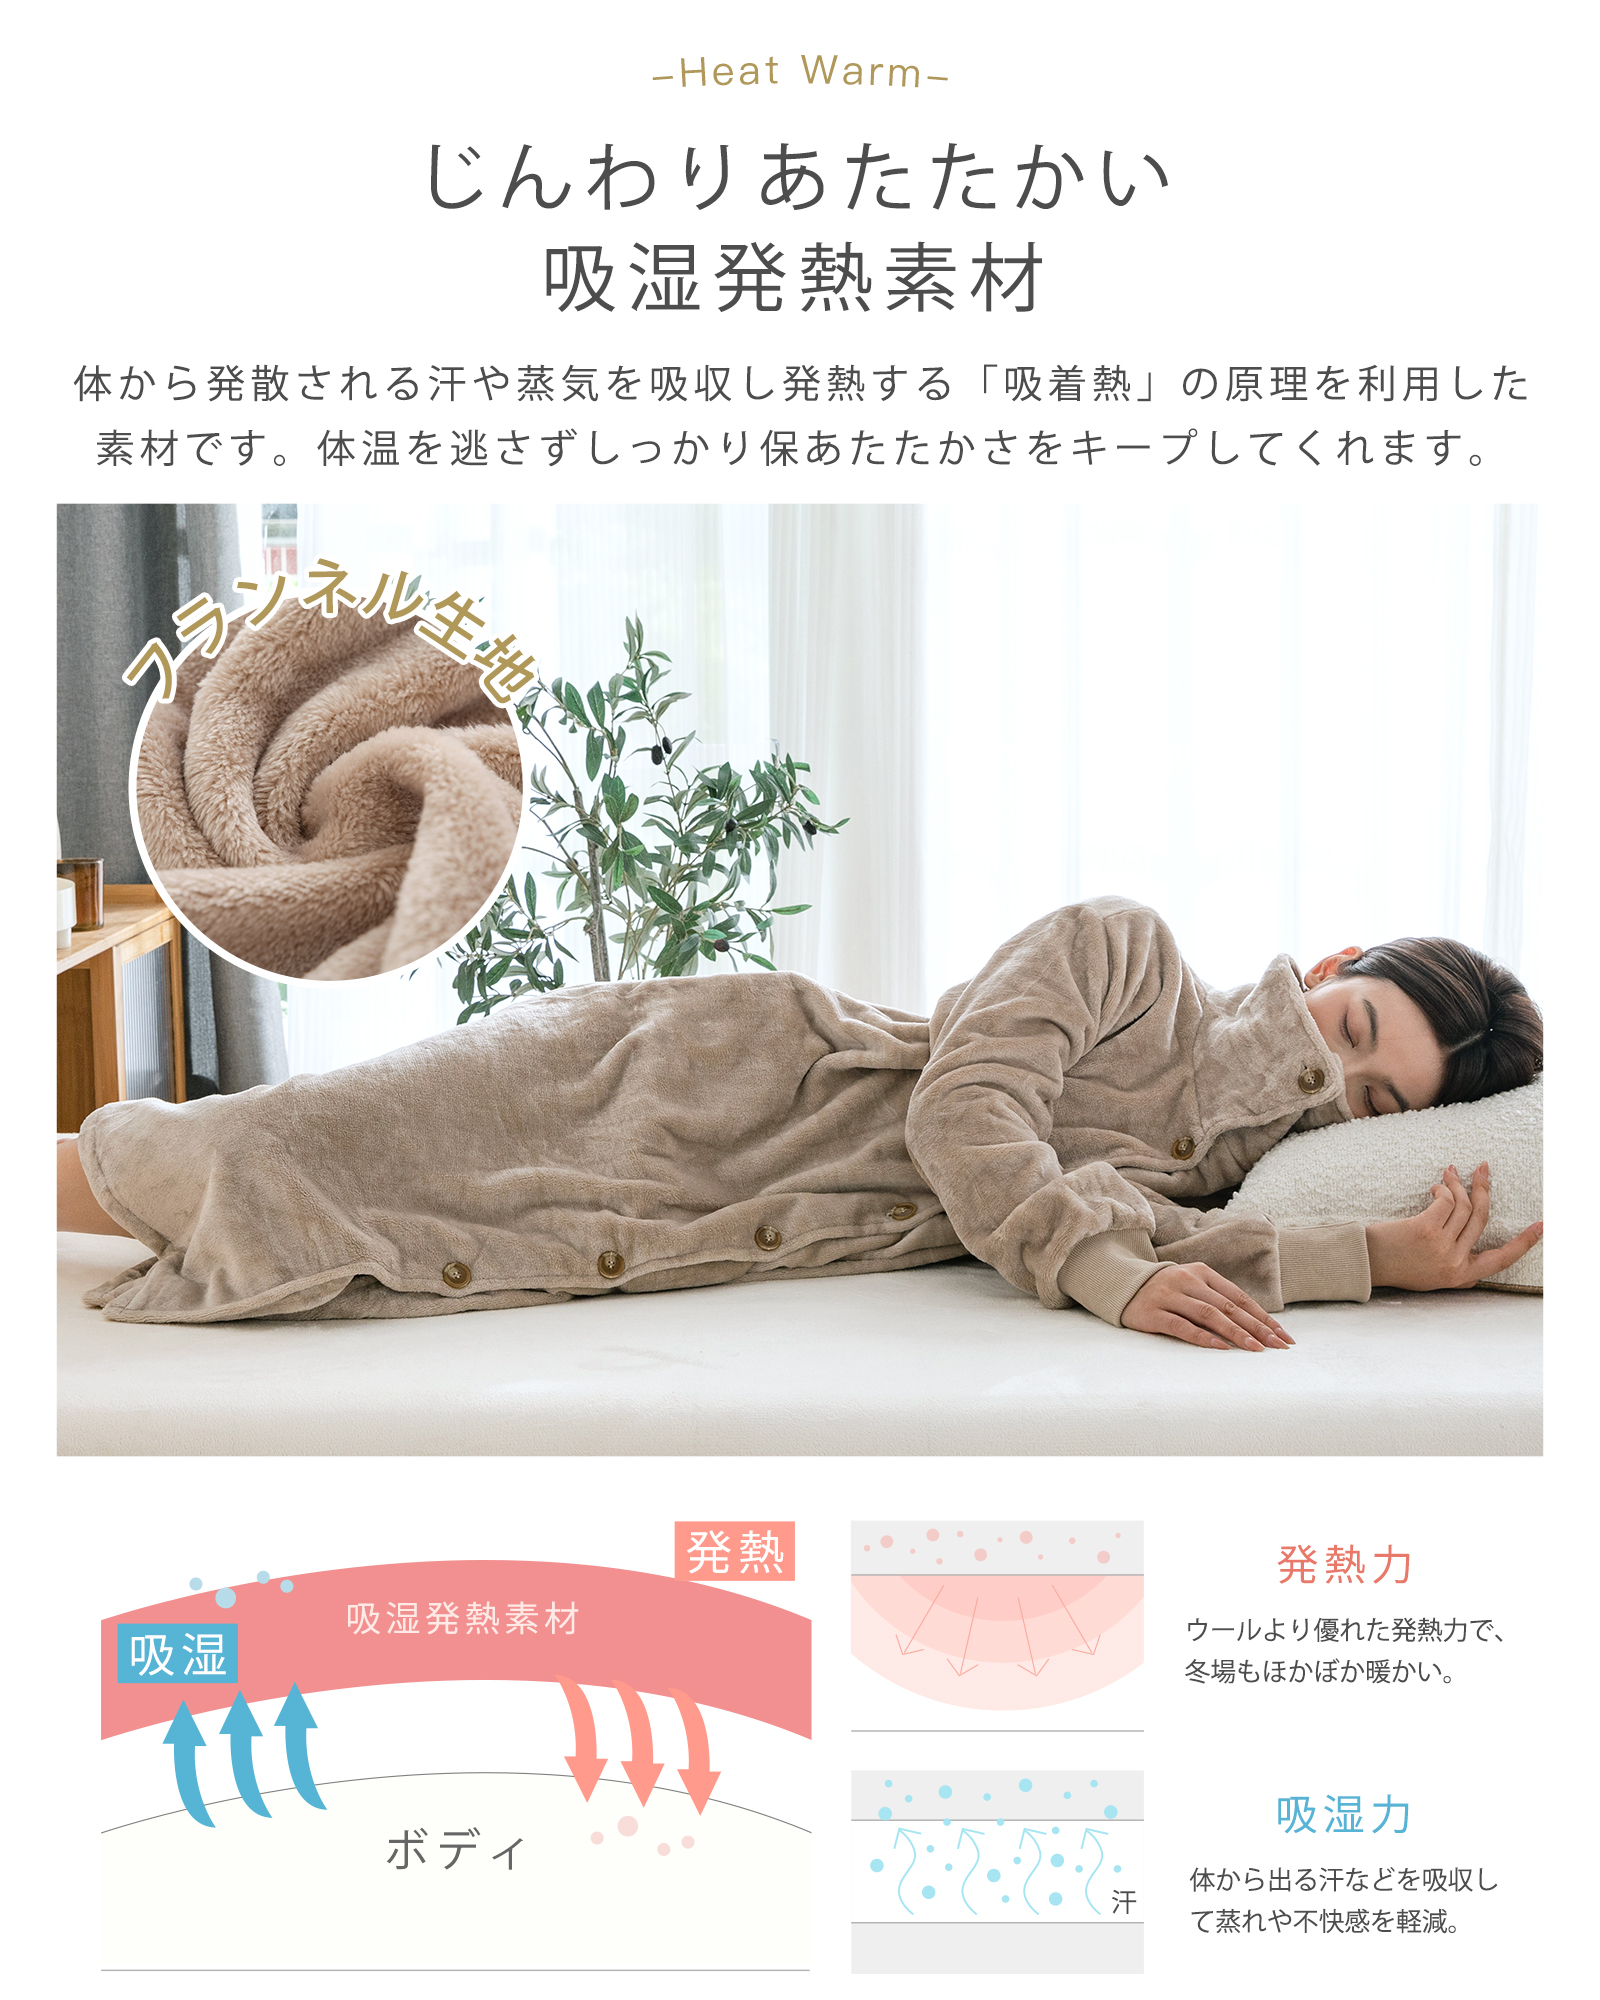 –Heat Warm–
じんわりあたたかい
吸湿発熱素材
体から発散される汗や蒸気を吸収し発熱する「吸着熱」の原理を利用した
素材です。体温を逃さずしっかり保あたたかさをキープしてくれます。
フランネル生地
発熱
吸湿発熱素材
吸湿
ボディ
発熱力
ウールより優れた発熱力で、
冬場もほかぽか暖かい。
吸湿力
体から出る汗などを吸収し
て蒸れや不快感を軽減。
汗